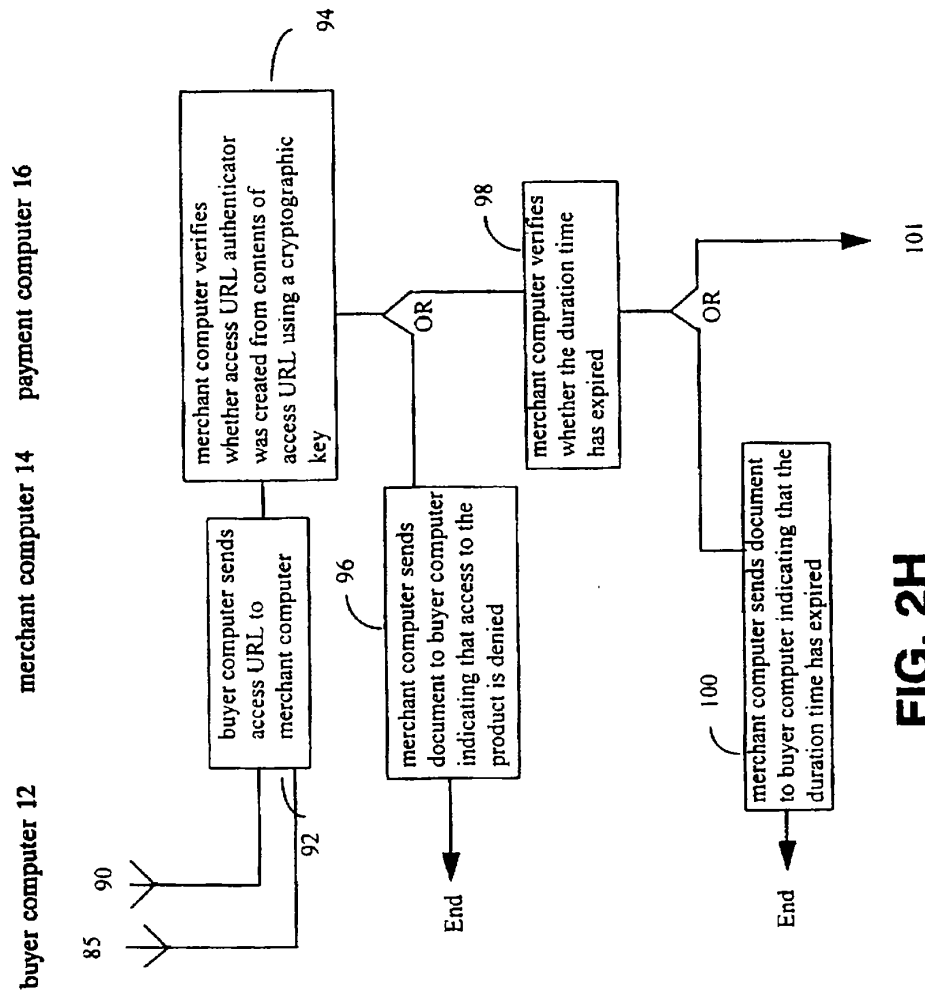 buyer computer 12
merchant computer 14
payment computer 16
85
90
buyer computer sends
access URL to
merchant computer
92
merchant computer verifies
whether access URL authenticator
was created from contents of
access URL using a cryptographic
key
94
OR
merchant computer sends
document to buyer computer
indicating that access to the
product is denied
96
End
merchant computer verifies
whether the duration time
has expired
98
OR
101
merchant computer sends document
to buyer computer indicating that the
duration time has expired
100
End
FIG. 2H